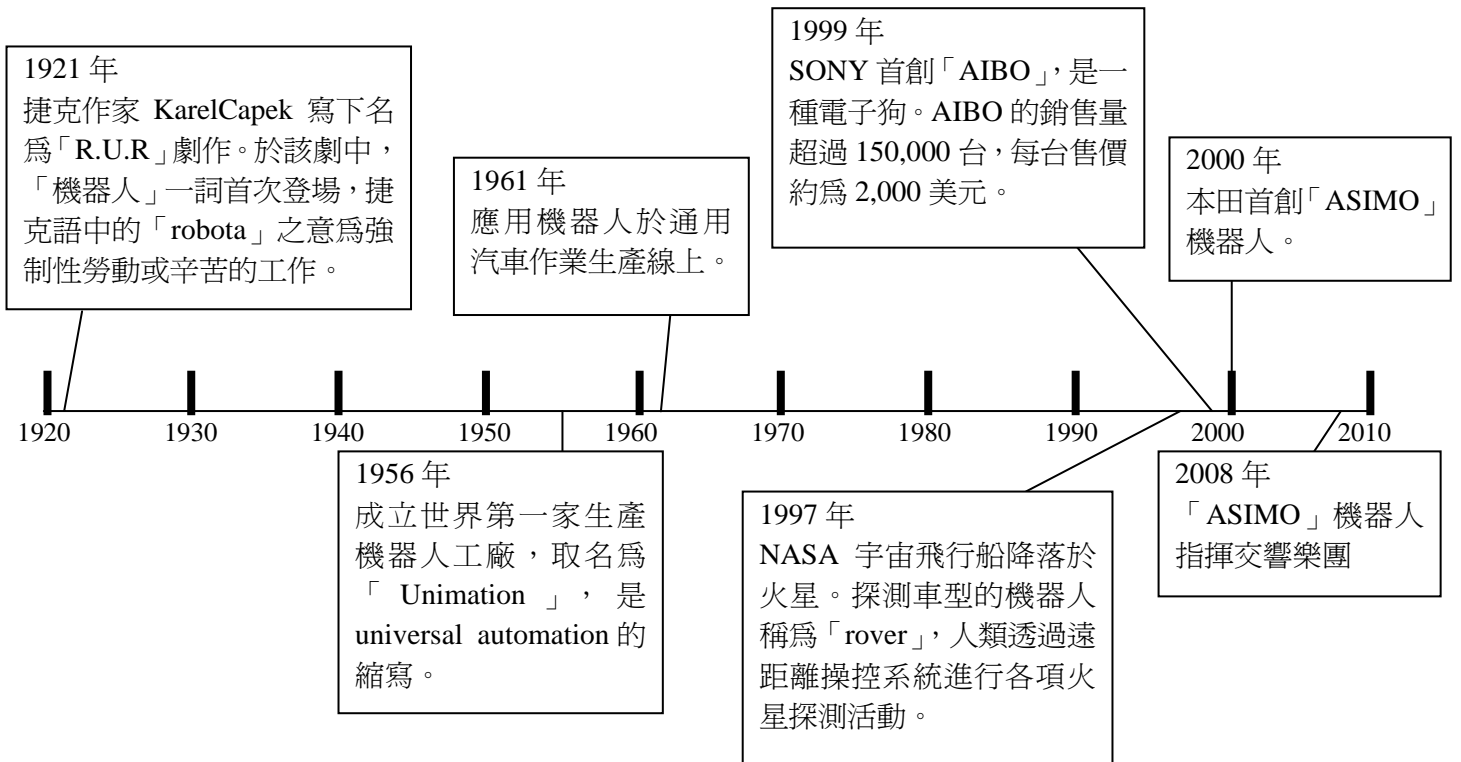 1921 年
捷克作家 KarelCapek 寫下名
爲「R.U.R」劇作。於該劇中，
「機器人」一詞首次登場，捷
克語中的「robota」之意爲強
制性勞動或辛苦的工作。
1961 年
應用機器人於通用
汽車作業生產線上。
1999 年
SONY 首創「AIBO」，是一
種電子狗。AIBO 的銷售量
超過 150,000 台，每台售價
約爲 2,000 美元。
2000 年
本田首創「ASIMO」
機器人。
1920 1930 1940 1950 1960 1970 1980 1990 2000 2010
1956 年
成立世界第一家生產
機器人工廠，取名爲
「 Unimation 」， 是
universal automation 的
縮寫。
1997 年
NASA 宇宙飛行船降落於
火星。探測車型的機器人
稱爲「rover」，人類透過遠
距離操控系統進行各項火
星探測活動。
2008 年
「ASIMO」機器人
指揮交響樂團